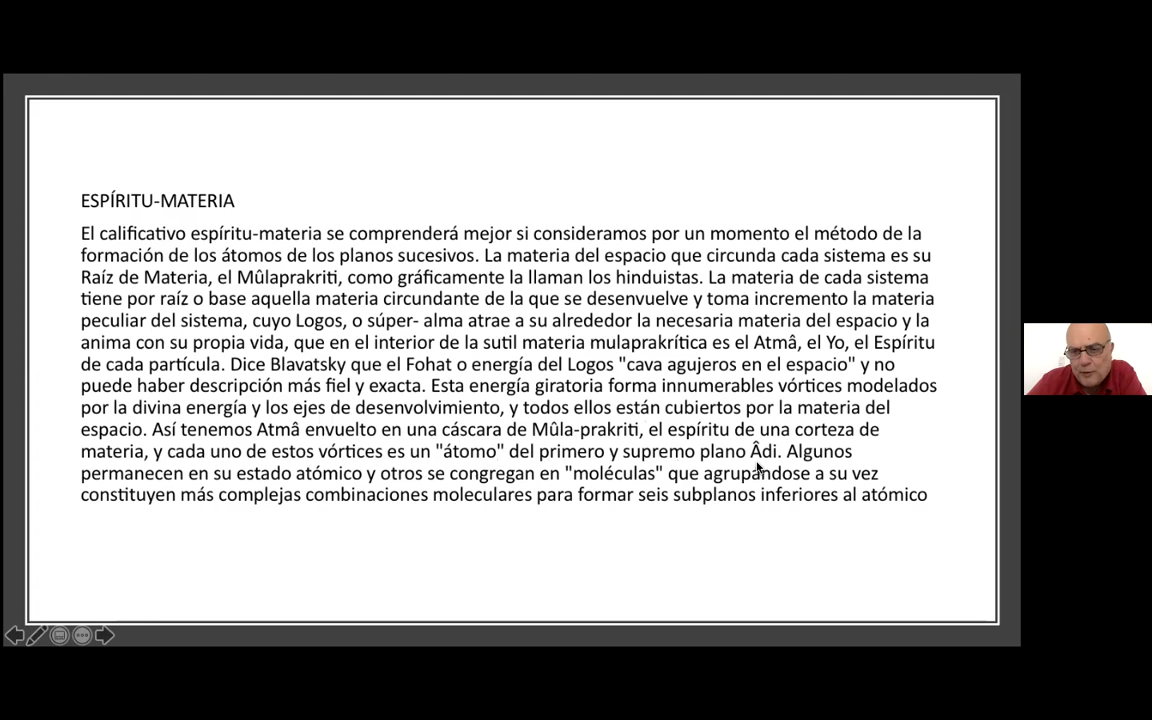 ESPÍRITU-MATERIA
El calificativo espíritu-materia se comprenderá mejor si consideramos por un momento el método de la
formación de los átomos de los planos sucesivos. La materia del espacio que circunda cada sistema es su
Raíz de Materia, el Mûlaprakriti, como gráficamente la llaman los hinduistas. La materia de cada sistema
tiene por raíz o base aquella materia circundante de la que se desenvuelve y toma incremento la materia
peculiar del sistema, cuyo Logos, o súper- alma atrae a su alrededor la necesaria materia del espacio y la
anima con su propia vida, que en el interior de la sutil materia mulaprakrítica es el Atmâ, el Yo, el Espíritu
de cada partícula. Dice Blavatsky que el Fohat o energía del Logos "cava agujeros en el espacio" y no
puede haber descripción más fiel y exacta. Esta energía giratoria forma innumerables vórtices modelados
por la divina energía y los ejes de desenvolvimiento, y todos ellos están cubiertos por la materia del
espacio. Así tenemos Atmâ envuelto en una cáscara de Mûla-prakriti, el espíritu de una corteza de
materia, y cada uno de estos vórtices es un "átomo" del primero y supremo plano Âdi. Algunos
permanecen en su estado atómico y otros se congregan en "moléculas" que agrupándose a su vez
constituyen más complejas combinaciones moleculares para formar seis subplanos inferiores al atómico